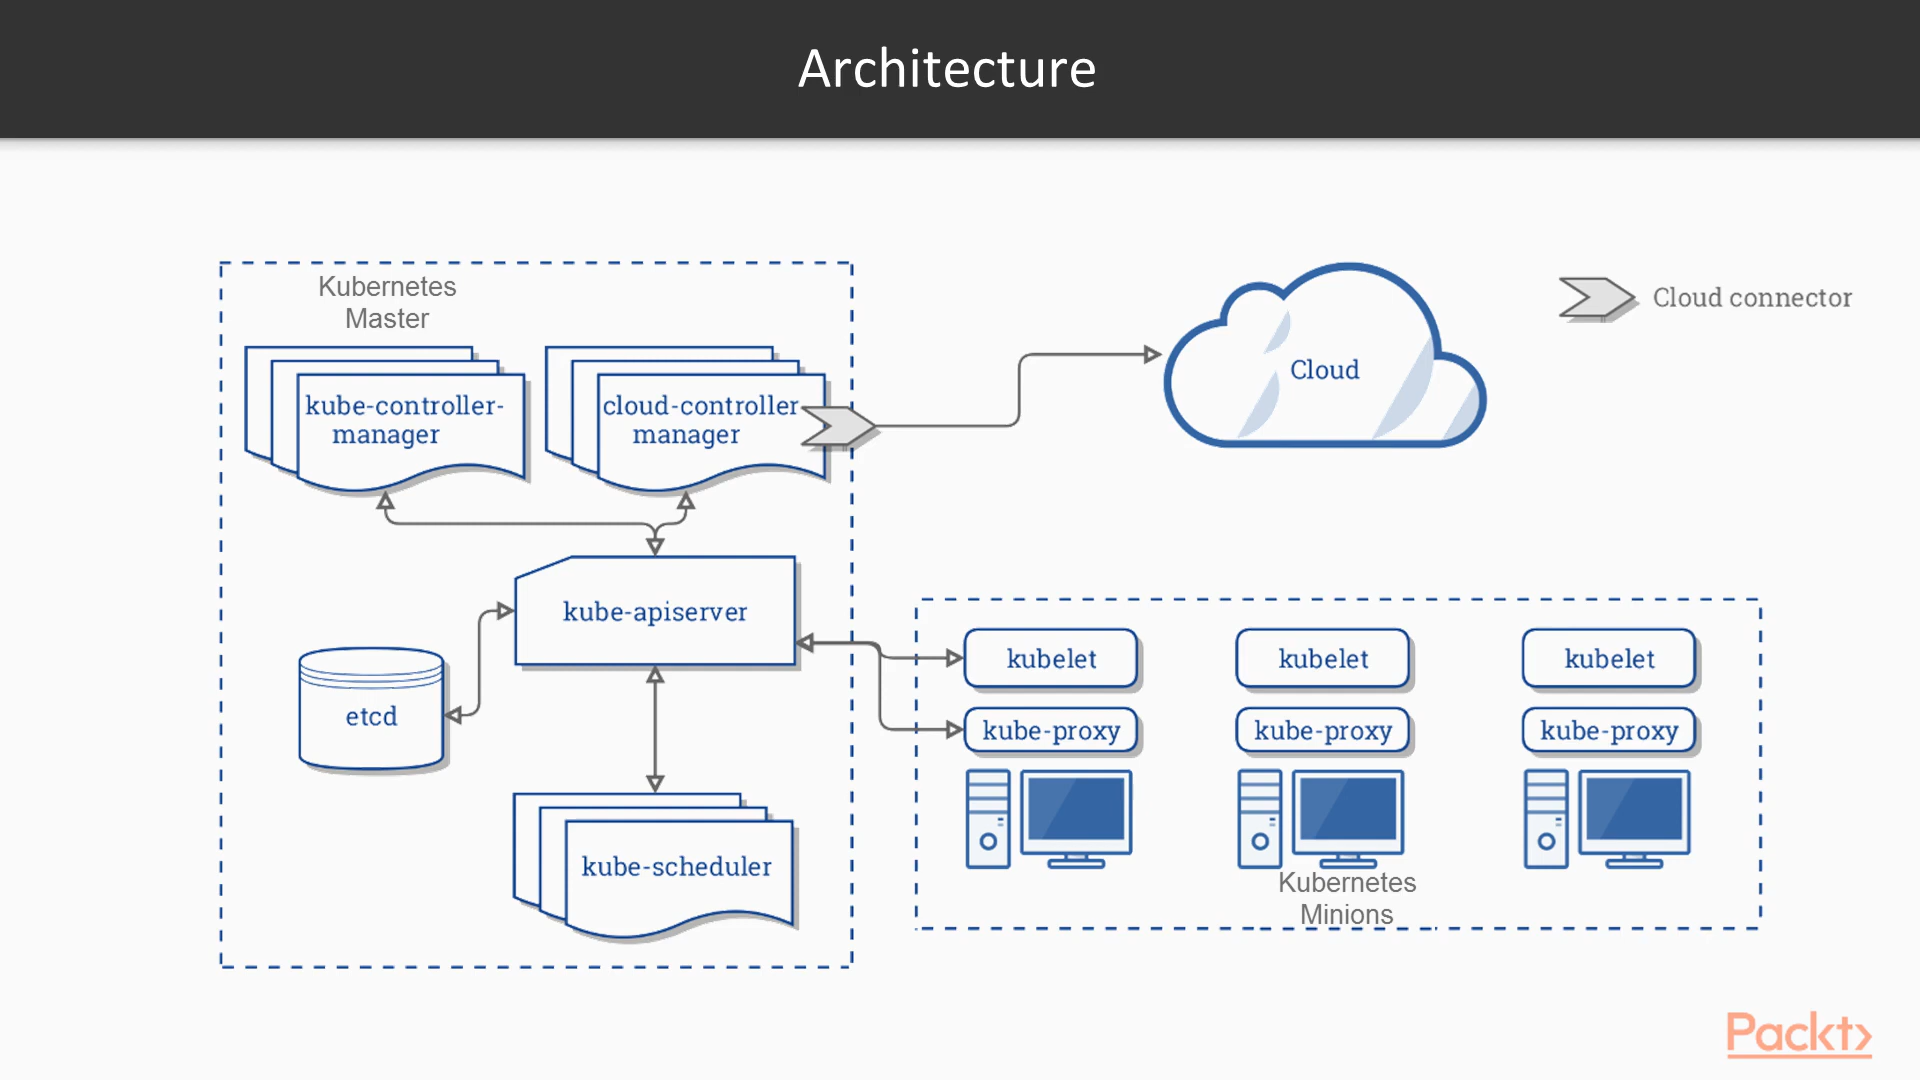 Architecture
Kubernetes
Master
kube-controller-
manager
cloud-controller
manager
Cloud
Cloud connector
kube-apiserver
etcd
kube-scheduler
kubelet
kubelet
kubelet
kube-proxy
kube-proxy
kube-proxy
Kubernetes
Minions
Packt